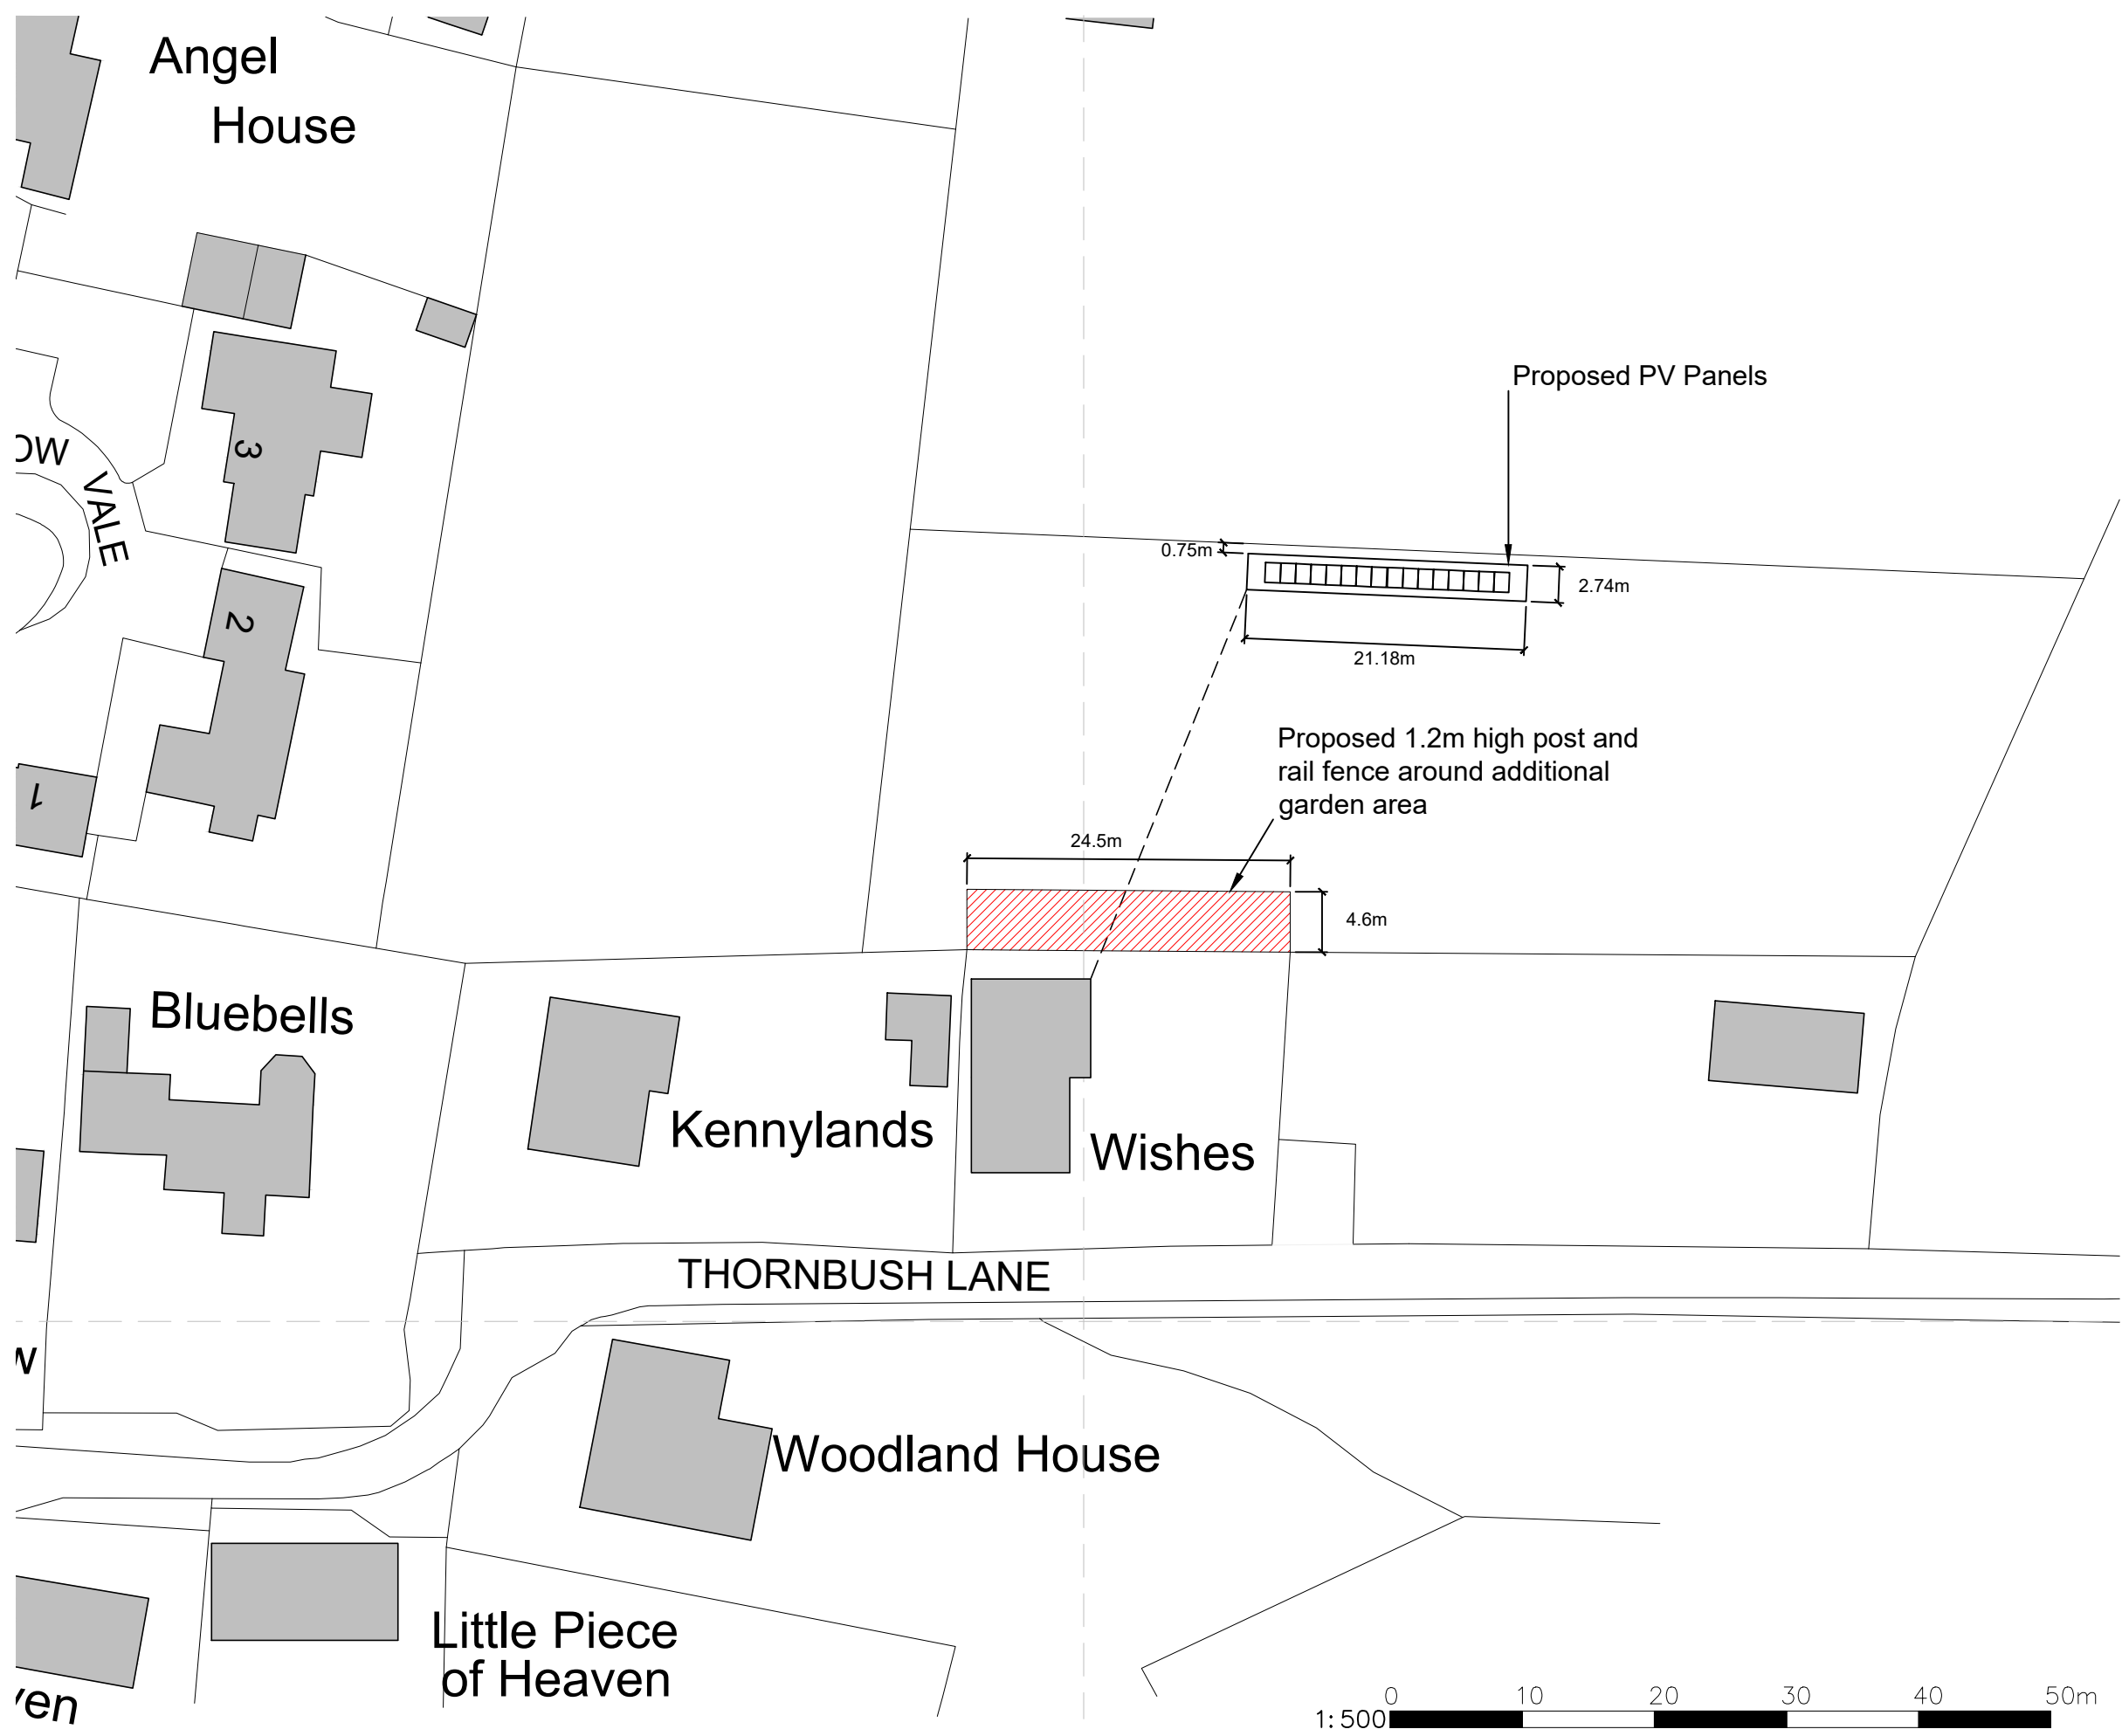 Angel
House
Proposed PV Panels
3
OW
VALE
0.75m
2.74m
2
21.18m
Proposed 1.2m high post and
rail fence around additional
garden area
1
24.5m
4.6m
Bluebells
Kennylands
Wishes
THORNBUSH LANE
w
Woodland House
Little Piece
of Heaven
ven
0 10 20 30 40 50m
1:500